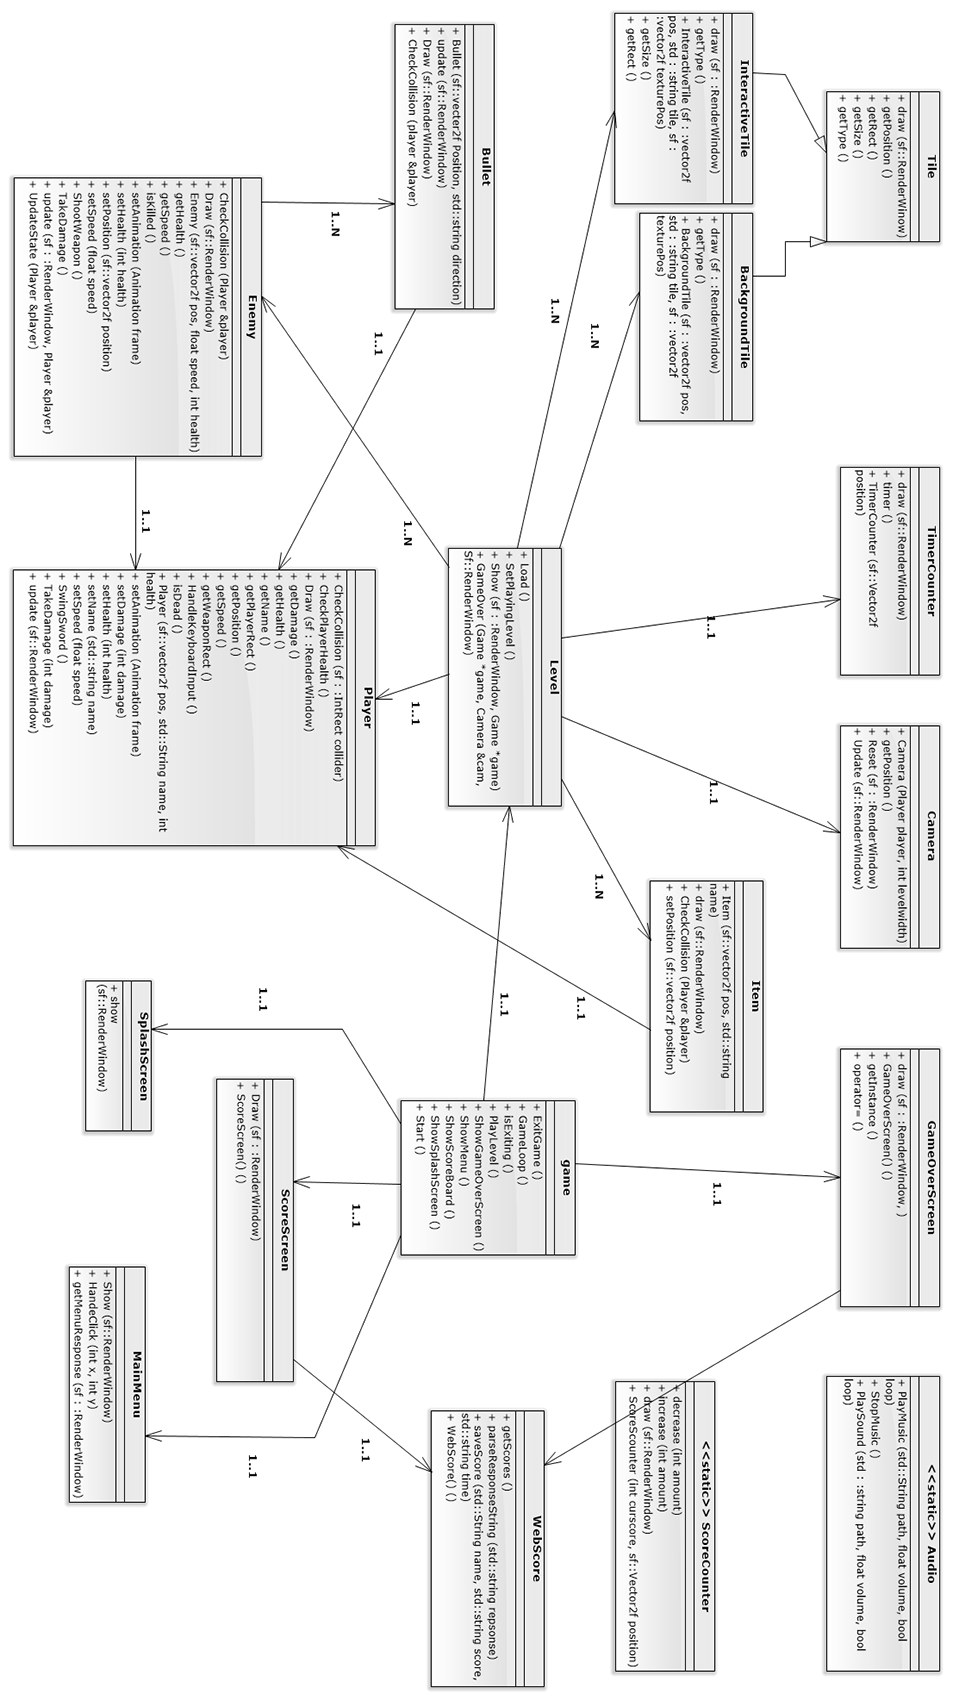 Tile
+ draw (sf::RenderWinow)
+ getPosition ( )
+ getRect ( )
+ getSize ( )
+ getType ( )
InteractiveTile
+ draw (sf : :RenderWindow)
+ getType ( )
+ InteractiveTile (sf : :vector2f
pos, std : :string tile, sf :
:vector2f texturePos)
+ getSize ( )
+ getRect ( )
BackgroundTile
+ draw (sf : :RenderWindow)
+ getType ( )
+ BackgroundTile (sf : :vector2f pos,
std : :string tile, sf : :vector2f
texturePos)
TimerCounter
+ draw (sf::RenderWindow)
+ timer ( )
+ TimerCounter (sf::Vector2f
position)
Camera
+ Camera (Player player, int levelwidth)
+ getPosition ( )
+ Reset (sf : :RenderWindow)
+ Update (sf::RenderWindow)
GameOverScreen
+ draw (sf : :RenderWindow, )
+ GameOverScreen() ( )
+ getInstance ( )
+ operator= ( )
<<static>> Audio
+ PlayMusic (std::String path, float volume, bool
loop)
+ StopMusic ( )
+ PlaySound (std : :string path, float volume, bool
loop)
Bullet
+ Bullet (sf::vector2f Position, std::string direction)
+ update (sf::RenderWindow)
+ Draw (sf::RenderWindow)
+ CheckCollision (player &player)
Level
+ Load ( )
+ SetPlayingLevel ( )
+ Show (sf : :RenderWindow, Game *game)
+ GameOver (Game *game, Camera &cam,
Sf::RenderWindow)
Item
+ Item (sf::vector2f pos, std::string
name)
+ draw (sf::RenderWindow)
+ CheckCollision (Player &player)
+ setPosition (sf::vector2f position)
game
+ ExitGame ( )
+ GameLoop ( )
+ isExiting ( )
+ PlayLevel ( )
+ ShowGameOverScreen ( )
+ ShowMenu ( )
+ ShowScoreBoard ( )
+ ShowSplashScreen ( )
+ Start ( )
<<static>> ScoreCounter
+ decrease (int amount)
+ increase (int amount)
+ draw (sf::RenderWindow)
+ ScoreScounter (int curscore, sf::Vector2f position)
WebScore
+ getScores ( )
+ parseResponseString (std::string repsonse)
+ saveScore (std::String name, std::string score,
std::string time)
+ WebScore() ( )
Enemy
+ CheckCollision (Player &player)
+ Draw (sf::RenderWindow)
+ Enemy (sf::vector2f pos, float speed, int health)
+ getHealth ( )
+ getSpeed ( )
+ isKilled ( )
+ setAnimation (Animation frame)
+ setHealth (int health)
+ setPosition (sf::vector2f position)
+ setSpeed (float speed)
+ ShootWeapon ( )
+ TakeDamage ( )
+ update (sf : :RenderWindow, Player &player)
+ UpdateState (Player &player)
Player
+ CheckCollision (sf : :IntRect collider)
+ CheckPlayerHealth ( )
+ Draw (sf : :RenderWindow)
+ getDamage ( )
+ getHealth ( )
+ getName ( )
+ getPlayerRect ( )
+ getPosition ( )
+ getSpeed ( )
+ getWeaponRect ( )
+ HandleKeyboardInput ( )
+ isDead ( )
+ Player (sf::vector2f pos, std::String name, int
health)
+ setAnimation (Animation frame)
+ setDamage (int damage)
+ setHealth (int health)
+ setName (std::string name)
+ setSpeed (float speed)
+ SwingSword ( )
+ TakeDamage (int damage)
+ update (sf::RenderWindow)
SplashScreen
+ show
(sf::RenderWindow)
ScoreScreen
+ Draw (sf : :RenderWindow)
+ ScoreScreen() ( )
MainMenu
+ Show (sf::RenderWindow)
+ HandeClick (int x, int y)
+ getMenuResponse (sf : :RenderWindow)
1..N
1..N
1..1
1..1
1..N
1..1
1..N
1..1
1..N
1..1
1..1
1..1
1..1
1..1
1..1
1..1
1..1